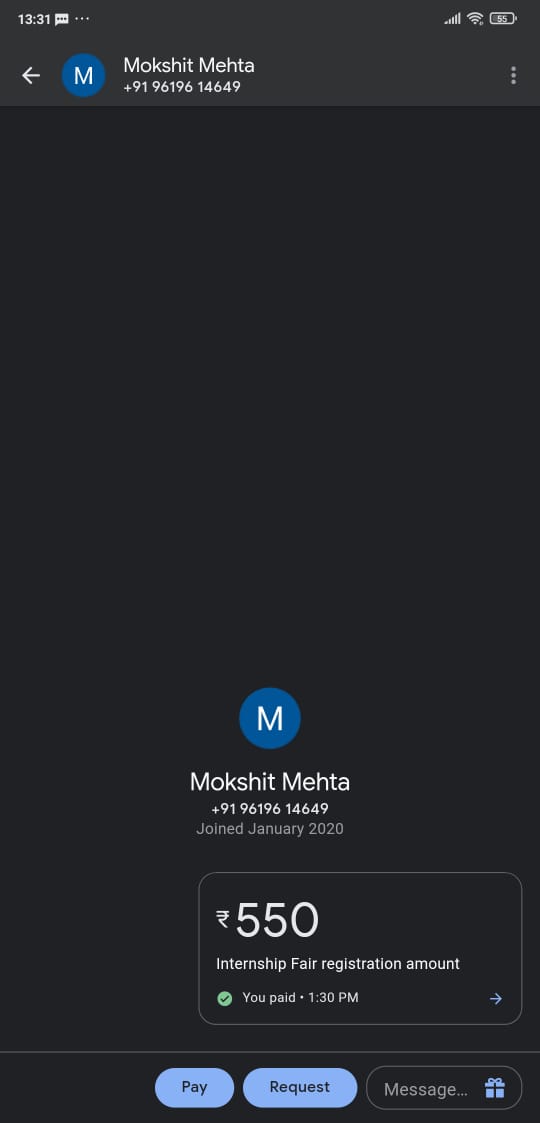 13:31
55
M
Mokshit Mehta
+91 96196 14649
M
Mokshit Mehta
+91 96196 14649
Joined January 2020
₹550
Internship Fair registration amount
You paid • 1:30 PM
Pay
Request
Message...